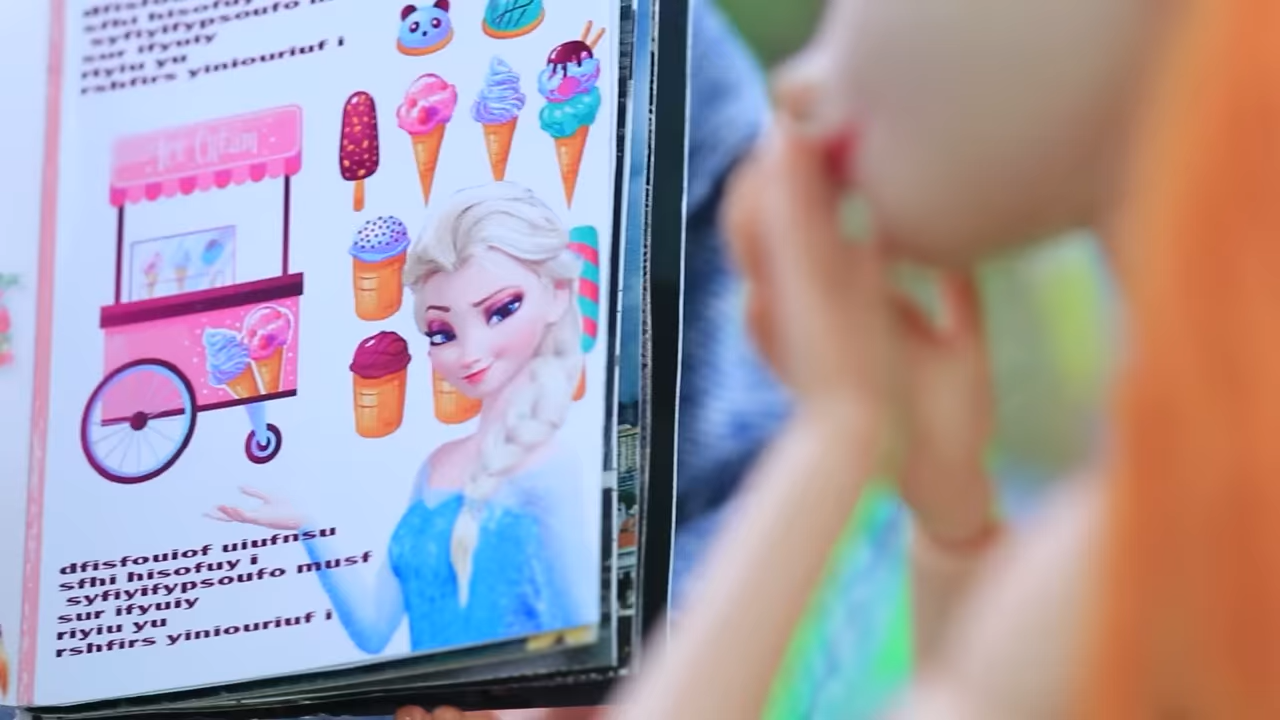 sfhi hisofuy
syfiyifypsoufo m
sur ifyuiy
riyiu yu
rshfirs yiniouriuf i
Ice Cream
dfisfouiof uiufnsu
sfhi hisofuy i
syfiyifypsoufo musf
sur ifyuiy
riyiu yu
rshfirs yiniouriuf i